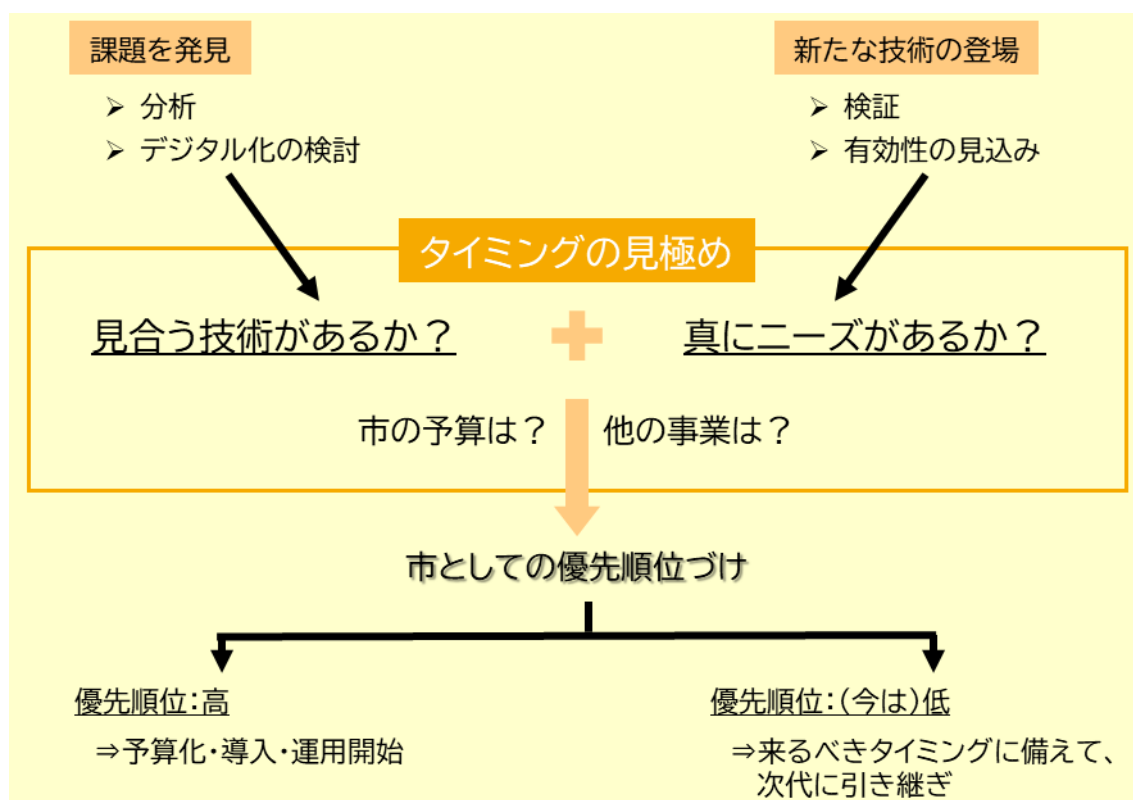 課題を発見
➢ 分析
➢ デジタル化の検討
新たな技術の登場
➢ 検証
➢ 有効性の見込み
タイミングの見極め
見合う技術があるか？
真にニーズがあるか？
市の予算は？
他の事業は？
市としての優先順位づけ
優先順位：高
⇒予算化・導入・運用開始
優先順位：（今は）低
⇒来るべきタイミングに備えて、
次代に引き継ぎ